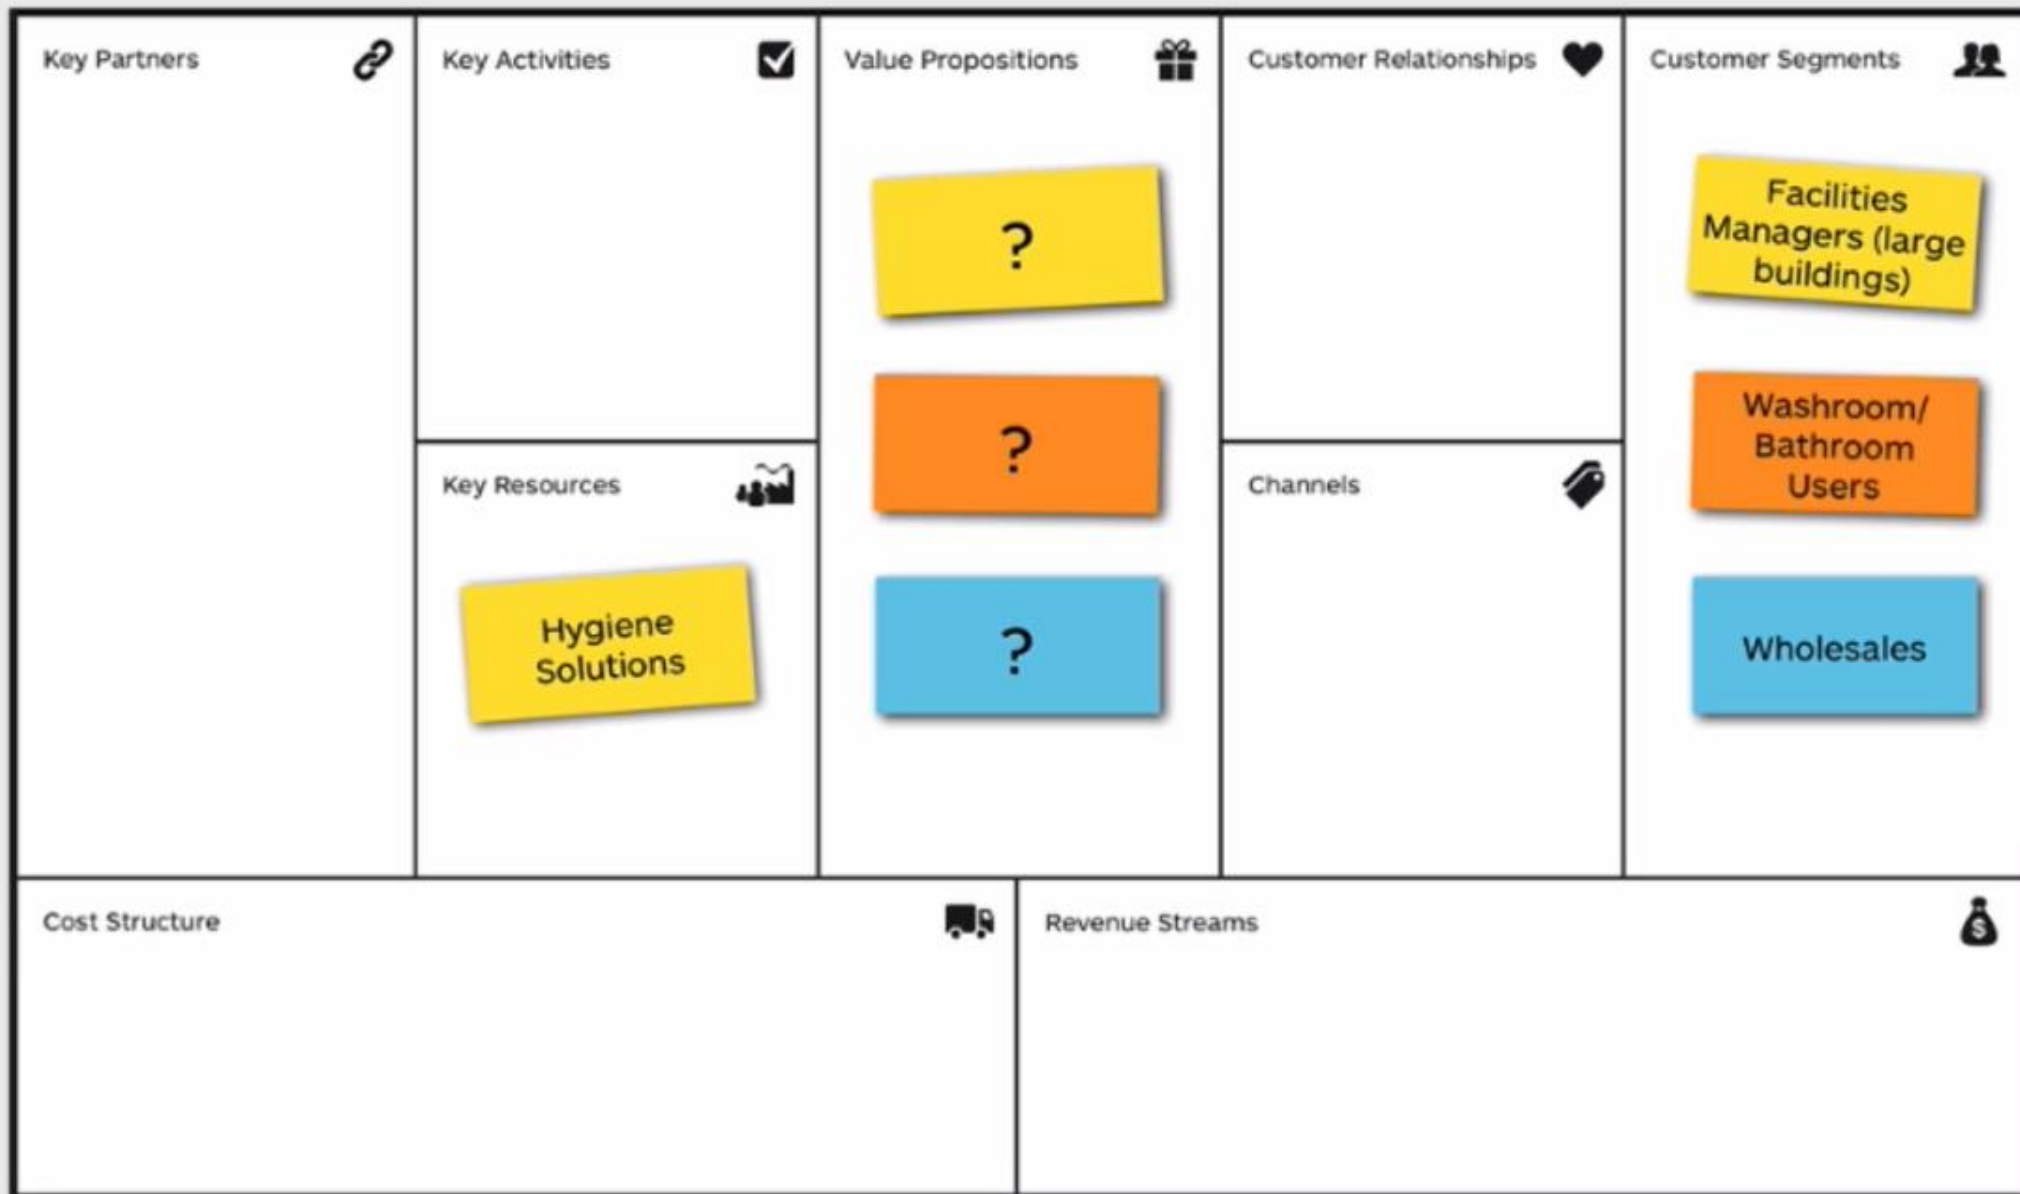 Key Partners
Key Activities
Value Propositions
Customer Relationships
Customer Segments
?
Facilities
Managers (large
buildings)
?
Washroom/
Bathroom
Users
Key Resources
Channels
Hygiene
Solutions
?
Wholesales
Cost Structure
Revenue Streams
$